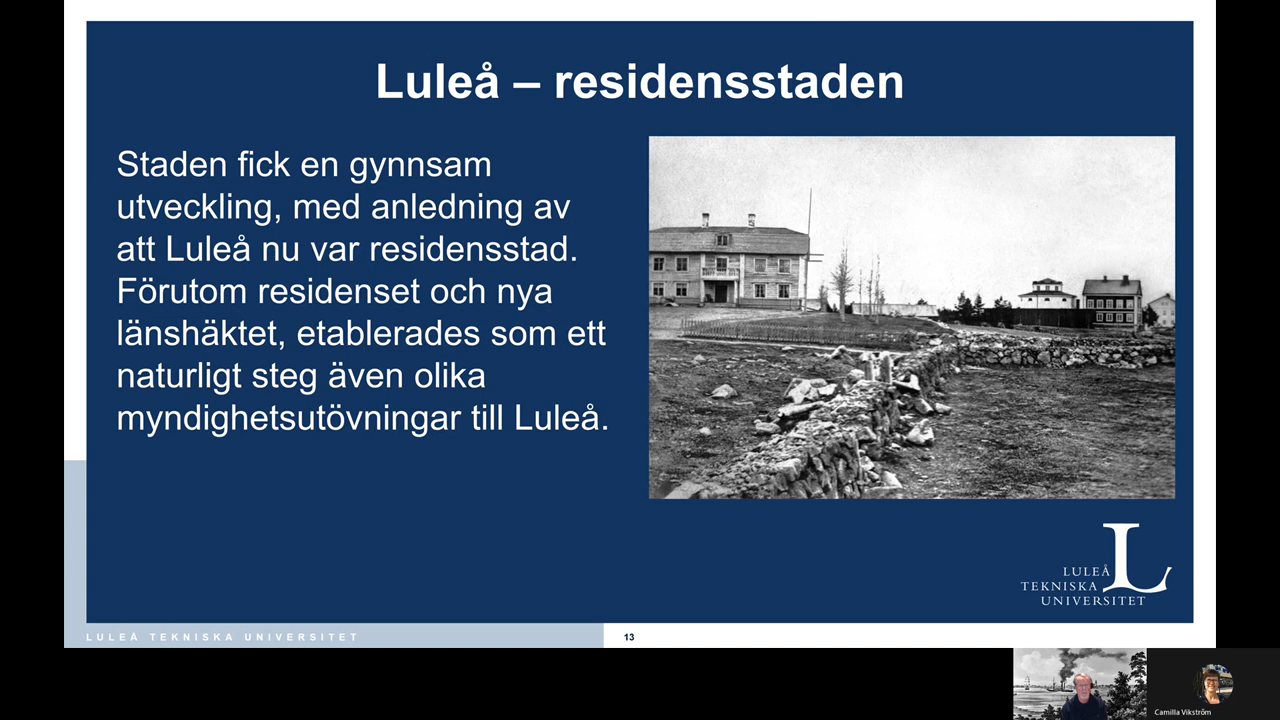 Luleå – residensstaden
Staden fick en gynnsam
utveckling, med anledning av
att Luleå nu var residensstad.
Förutom residenset och nya
länshäktet, etablerades som ett
naturligt steg även olika
myndighetsutövningar till Luleå.
LULEÅ
TEKNISKA
UNIVERSITET
L
LULEÅ TEKNISKA UNIVERSITET
13
Camilla Vikström